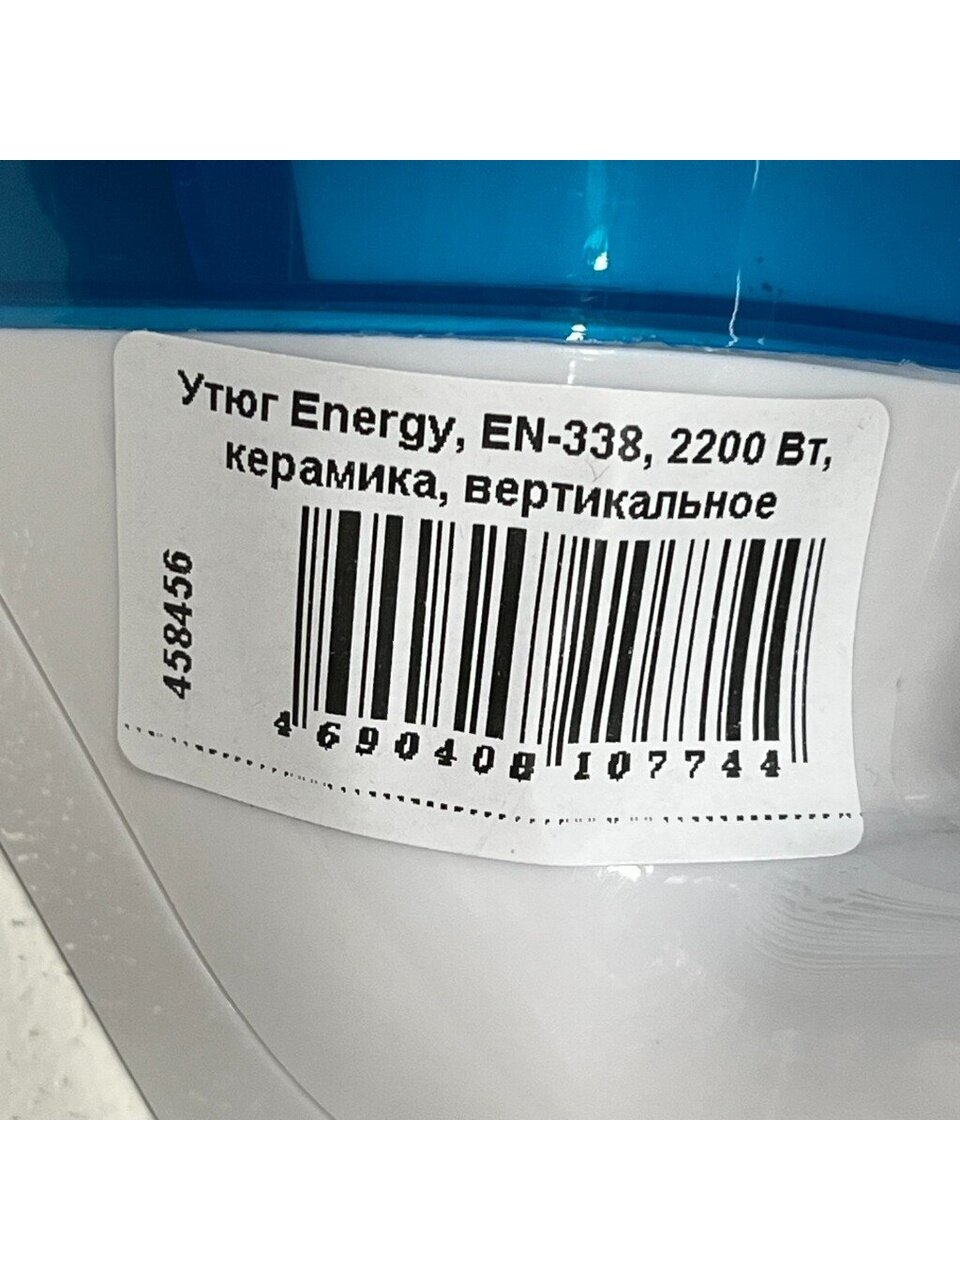 Утюг Energy, EN-338, 2200 Вт,
керамика, вертикальное
458456
4 690408 107744